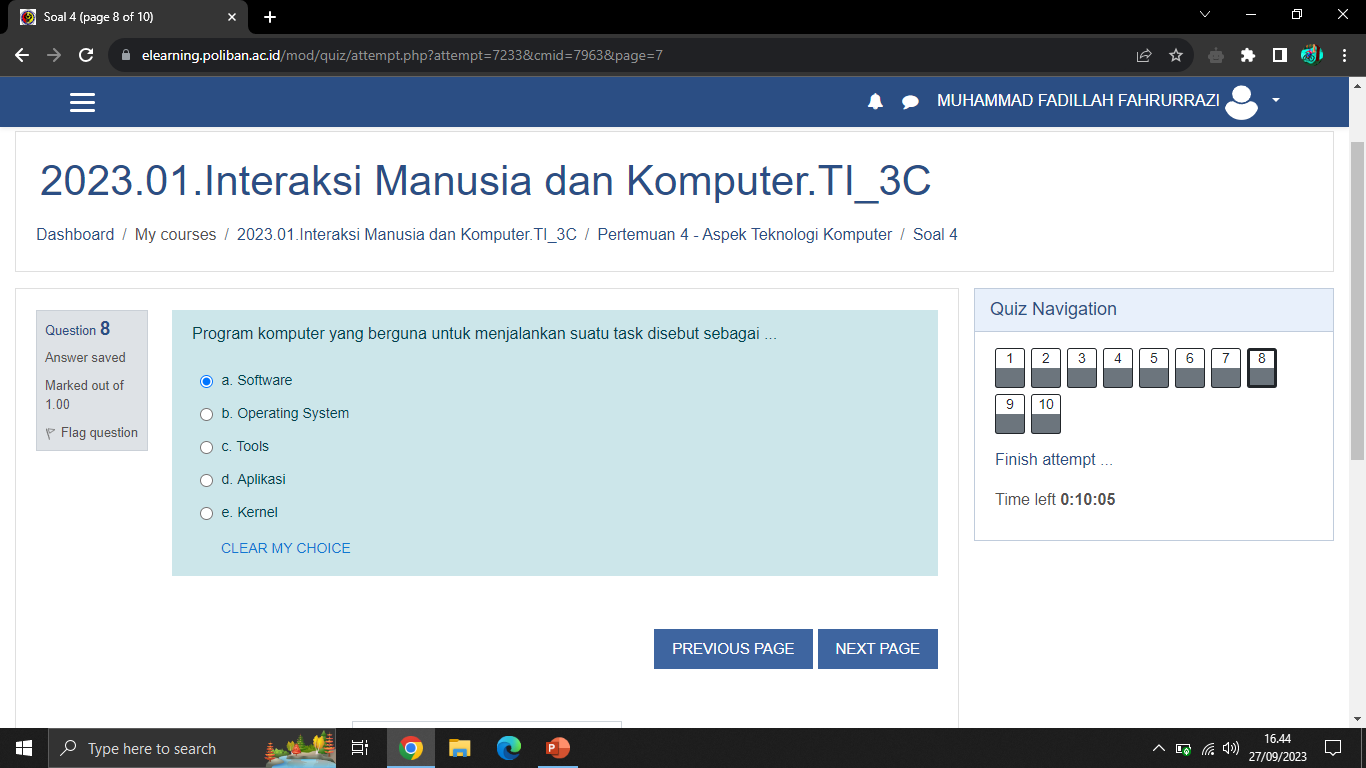 Soal 4 (page 8 of 10)
elearning.poliban.ac.id/mod/quiz/attempt.php?attempt=7233&cmid=7963&page=7
MUHAMMAD FADILLAH FAHRURRAZI
2023.01.Interaksi Manusia dan Komputer.TI_3C
Dashboard / My courses / 2023.01.Interaksi Manusia dan Komputer.TI_3C / Pertemuan 4 - Aspek Teknologi Komputer / Soal 4
Question 8
Answer saved
Marked out of
1.00
Flag question
Program komputer yang berguna untuk menjalankan suatu task disebut sebagai ...
a. Software
b. Operating System
c. Tools
d. Aplikasi
e. Kernel
CLEAR MY CHOICE
PREVIOUS PAGE
NEXT PAGE
Quiz Navigation
1 2 3 4 5 6 7 8
9 10
Finish attempt ...
Time left 0:10:05
Type here to search
16.44
27/09/2023